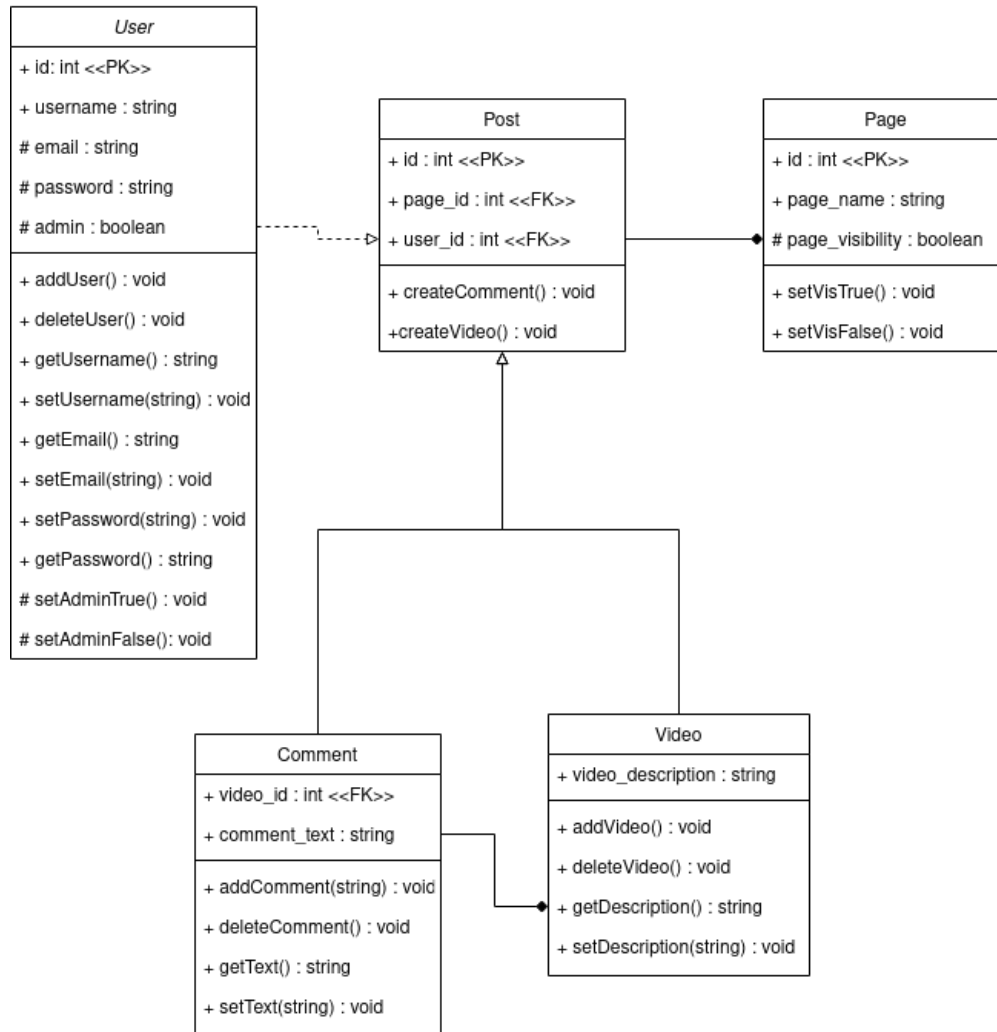 User
+ id: int <<PK>>
+ username : string
# email : string
# password : string
# admin : boolean
+ addUser() : void
+ deleteUser() : void
+ getUsername() : string
+ setUsername(string) : void
+ getEmail() : string
+ setEmail(string) : void
+ setPassword(string) : void
+ getPassword() : string
# setAdminTrue() : void
# setAdminFalse(): void
Post
+ id : int <<PK>>
+ page_id : int <<FK>>
+ user_id : int <<FK>>
+ createComment() : void
+createVideo() : void
Page
+ id : int <<PK>>
+ page_name : string
# page_visibility : boolean
+ setVisTrue() : void
+ setVisFalse() : void
Comment
+ video_id : int <<FK>>
+ comment_text : string
+ addComment(string) : void
+ deleteComment() : void
+ getText() : string
+ setText(string) : void
Video
+ video_description : string
+ addVideo() : void
+ deleteVideo() : void
+ getDescription() : string
+ setDescription(string) : void